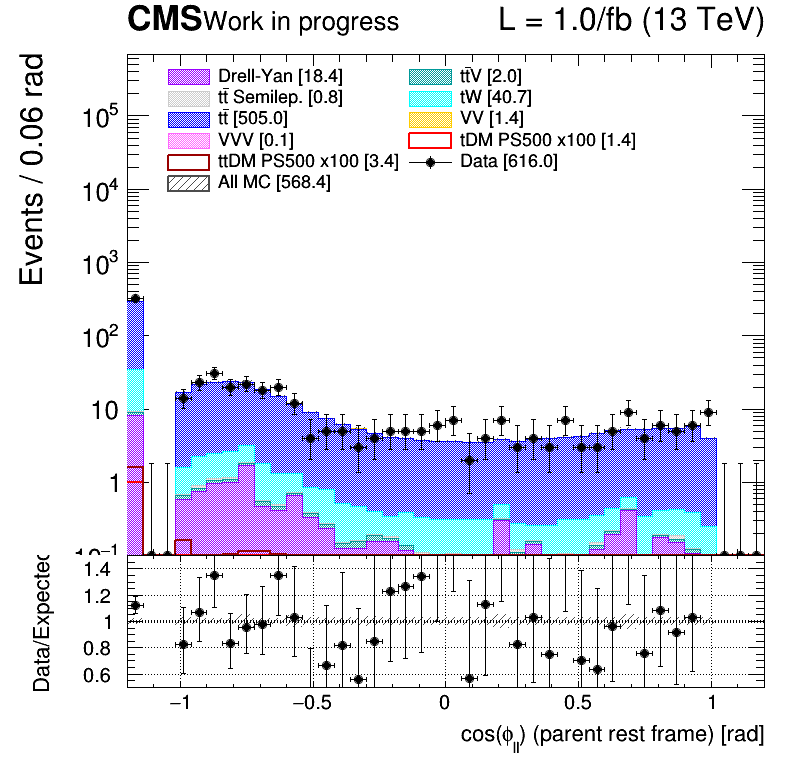 CMS Work in progress L = 1.0/fb (13 TeV)
Events / 0.06 rad
Drell-Yan [18.4] tt̄V [2.0]
tt̄ Semilep. [0.8] tW [40.7]
tt̄ [505.0] VV [1.4]
VVV [0.1] tDM PS500 x100 [1.4]
ttDM PS500 x100 [3.4] Data [616.0]
All MC [568.4]
10⁵
10⁴
10³
10²
10
1
10⁻¹
Data/Expected
1.4
1.2
1
0.8
0.6
−1 −0.5 0 0.5 1
cos(ϕ_ll) (parent rest frame) [rad]